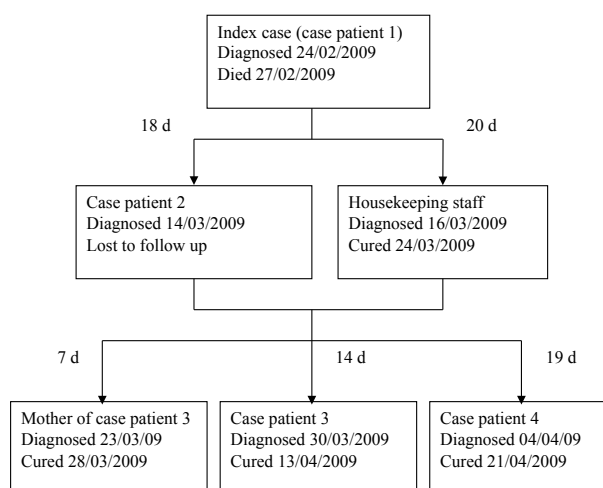 Index case (case patient 1)
Diagnosed 24/02/2009
Died 27/02/2009
18 d
20 d
Case patient 2
Diagnosed 14/03/2009
Lost to follow up
Housekeeping staff
Diagnosed 16/03/2009
Cured 24/03/2009
7 d
14 d
19 d
Mother of case patient 3
Diagnosed 23/03/09
Cured 28/03/2009
Case patient 3
Diagnosed 30/03/2009
Cured 13/04/2009
Case patient 4
Diagnosed 04/04/09
Cured 21/04/2009